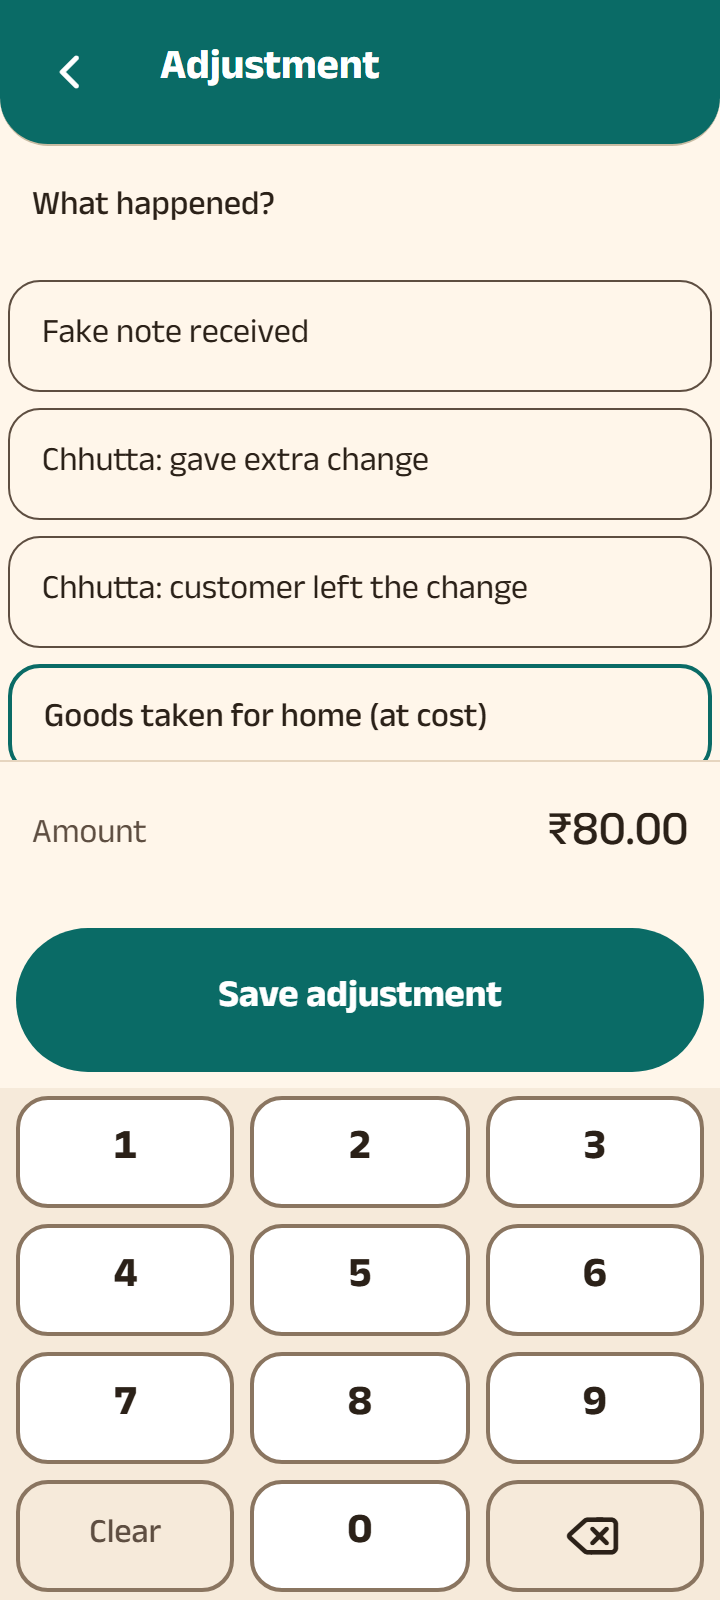 Adjustment
What happened?
Fake note received
Chhutta: gave extra change
Chhutta: customer left the change
Goods taken for home (at cost)
Amount ₹80.00
Save adjustment
1 2 3
4 5 6
7 8 9
Clear 0